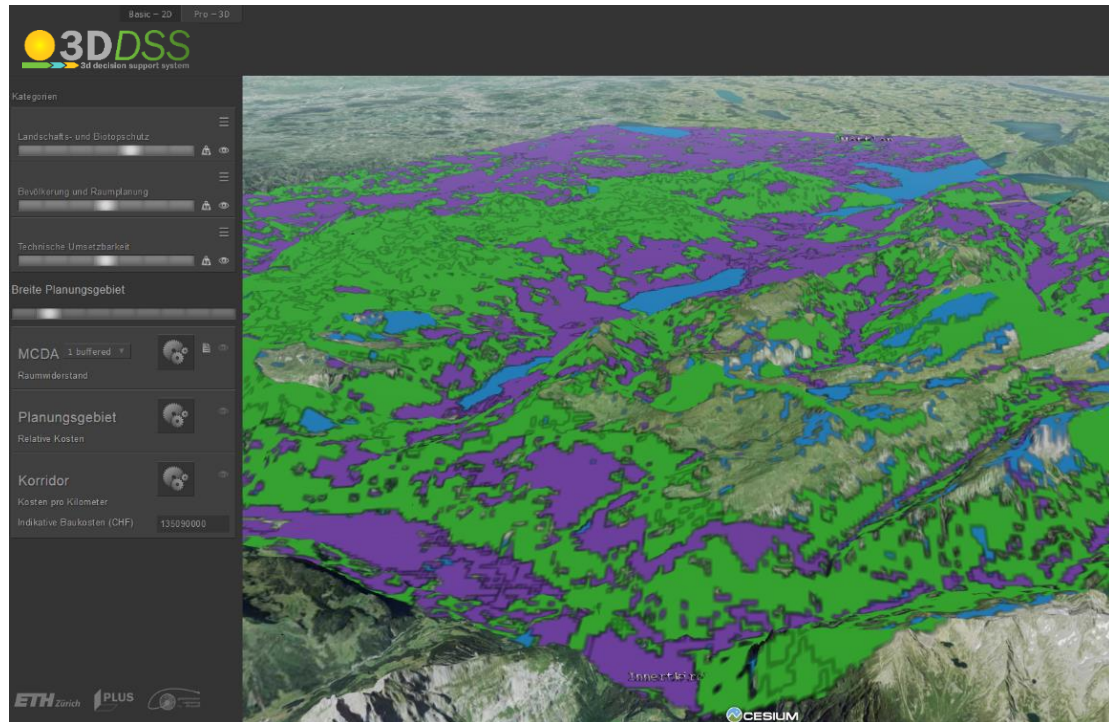 Basic – 2D Pro – 3D
3DDSS
3d decision support system
Kategorien
Landschafts- und Biotopschutz
Bevölkerung und Raumplanung
Technische Umsetzbarkeit
Breite Planungsgebiet
MCDA 1 buffered
Raumwiderstand
Planungsgebiet
Relative Kosten
Korridor
Kosten pro Kilometer
Indikative Baukosten (CHF) 135090000
ETH Zürich PLUS
CESIUM